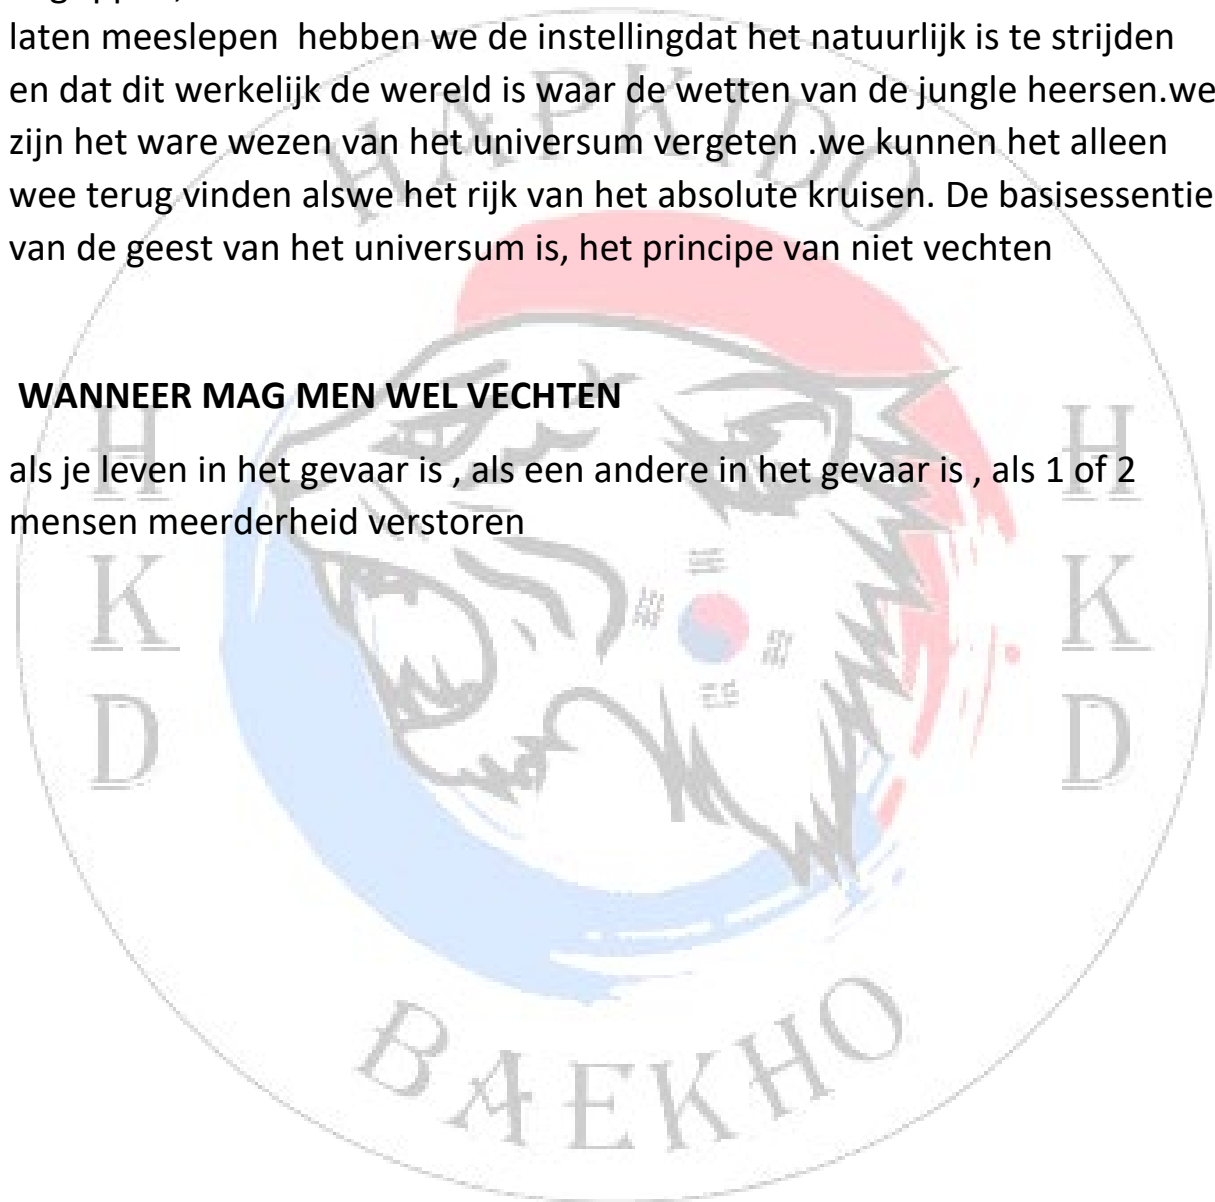 laten meeslepen  hebben we de instellingdat het natuurlijk is te strijden
en dat dit werkelijk de wereld is waar de wetten van de jungle heersen.we
zijn het ware wezen van het universum vergeten .we kunnen het alleen
wee terug vinden alswe het rijk van het absolute kruisen. De basisessentie
van de geest van het universum is, het principe van niet vechten
WANNEER MAG MEN WEL VECHTEN
als je leven in het gevaar is , als een andere in het gevaar is , als 1 of 2
mensen meerderheid verstoren
HAPKIDO
H
K
D
H
K
D
BAEKHO